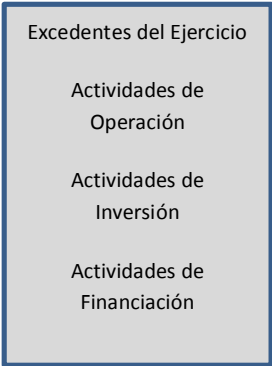 Excedentes del Ejercicio
Actividades de
Operación
Actividades de
Inversión
Actividades de
Financiación